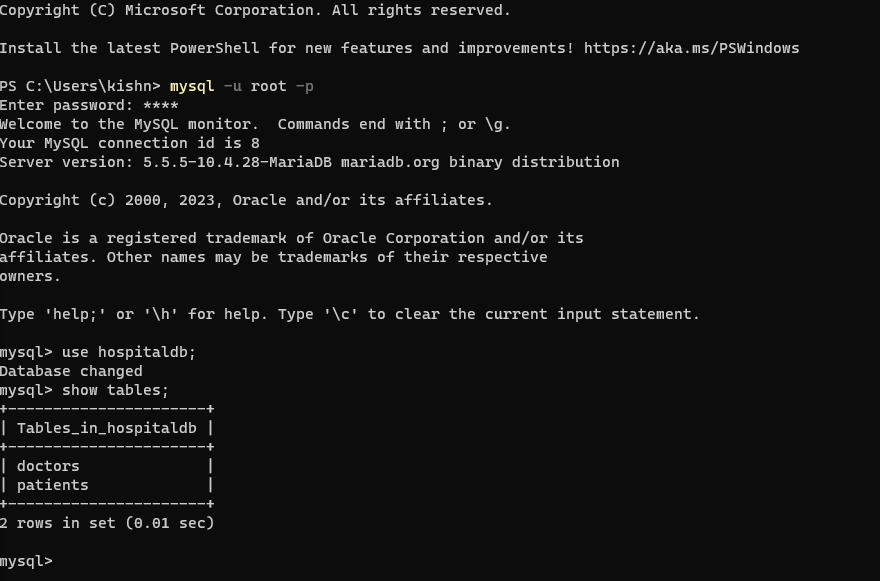 Copyright (C) Microsoft Corporation. All rights reserved.
Install the latest PowerShell for new features and improvements! https://aka.ms/PSWindows
PS C:\Users\kishn> mysql -u root -p
Enter password: ****
Welcome to the MySQL monitor.  Commands end with ; or \g.
Your MySQL connection id is 8
Server version: 5.5.5-10.4.28-MariaDB mariadb.org binary distribution
Copyright (c) 2000, 2023, Oracle and/or its affiliates.
Oracle is a registered trademark of Oracle Corporation and/or its
affiliates. Other names may be trademarks of their respective
owners.
Type 'help;' or '\h' for help. Type '\c' to clear the current input statement.
mysql> use hospitaldb;
Database changed
mysql> show tables;
+----------------------+
| Tables_in_hospitaldb |
+----------------------+
| doctors              |
| patients             |
+----------------------+
2 rows in set (0.01 sec)
mysql>